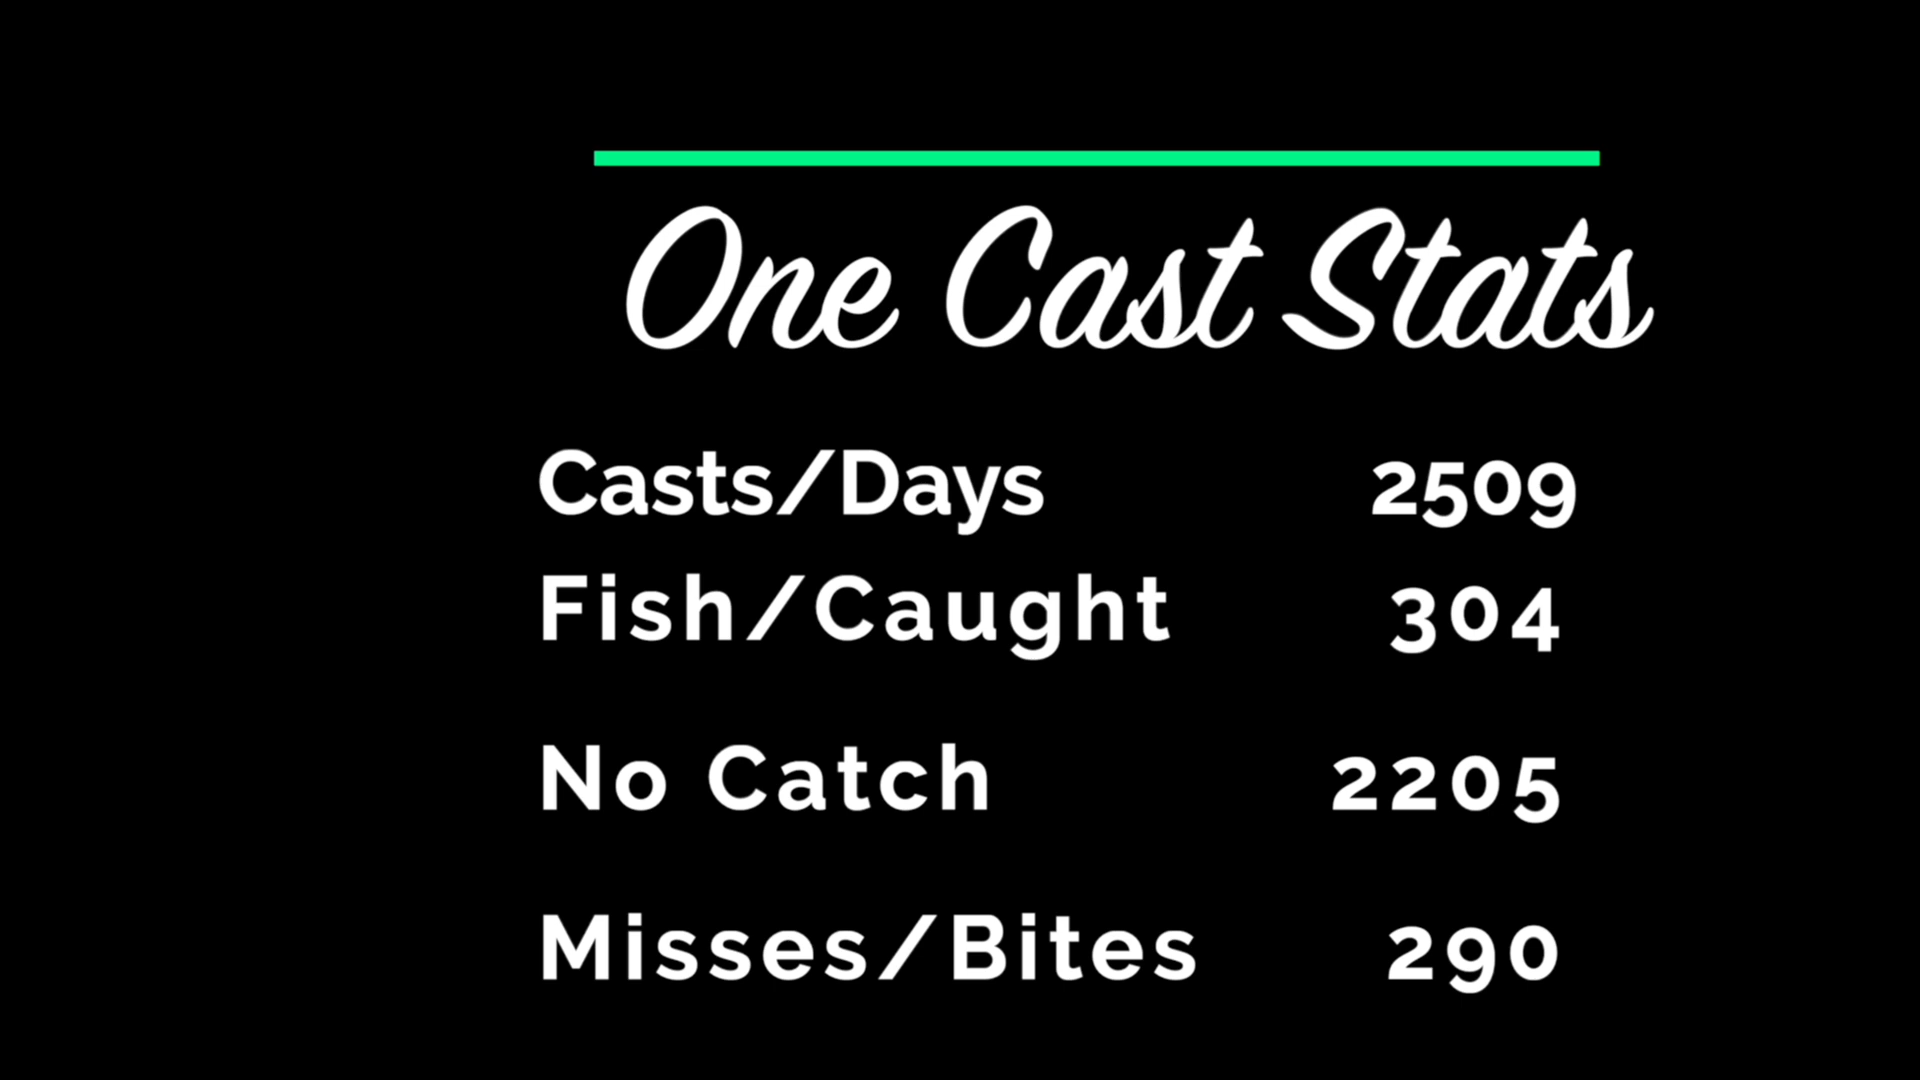 One Cast Stats
Casts/Days 2509
Fish/Caught 304
No Catch 2205
Misses/Bites 290